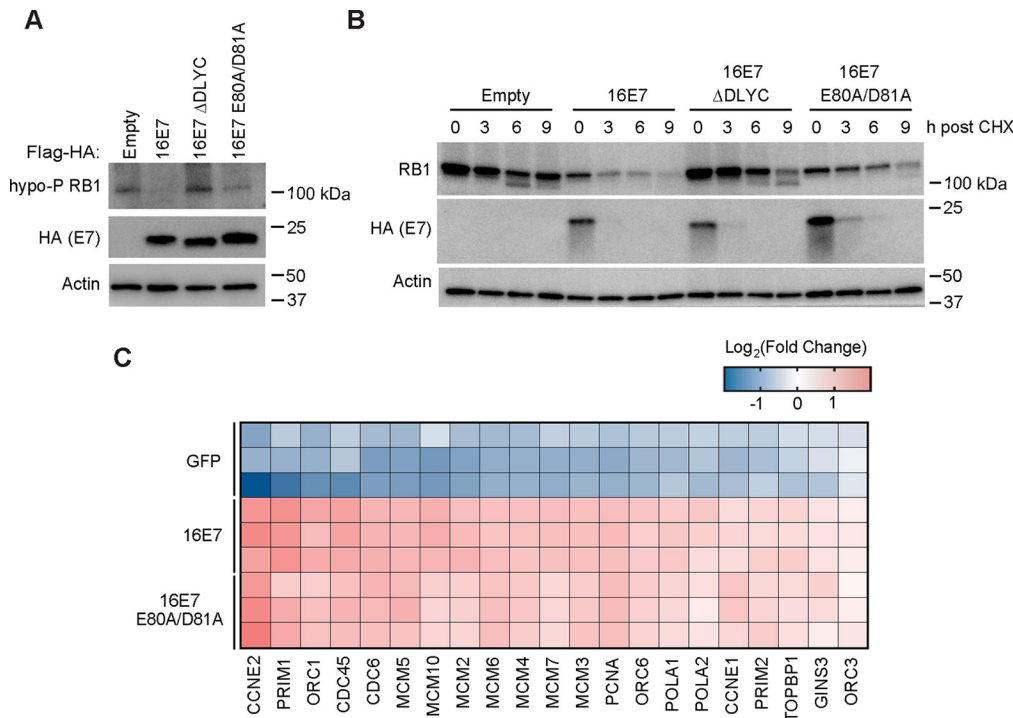 A
Flag-HA:
Empty
16E7
16E7 ΔDLYC
16E7 E80A/D81A
hypo-P RB1
100 kDa
HA (E7)
25
Actin
50
37
B
Empty
16E7
16E7
ΔDLYC
16E7
E80A/D81A
0 3 6 9 0 3 6 9 0 3 6 9 0 3 6 9 h post CHX
RB1
100 kDa
HA (E7)
25
Actin
50
37
C
Log2(Fold Change)
-1 0 1
GFP
16E7
16E7
E80A/D81A
CCNE2
PRIM1
ORC1
CDC45
CDC6
MCM5
MCM10
MCM2
MCM6
MCM4
MCM7
MCM3
PCNA
ORC6
POLA1
POLA2
CCNE1
PRIM2
TOPBP1
GINS3
ORC3